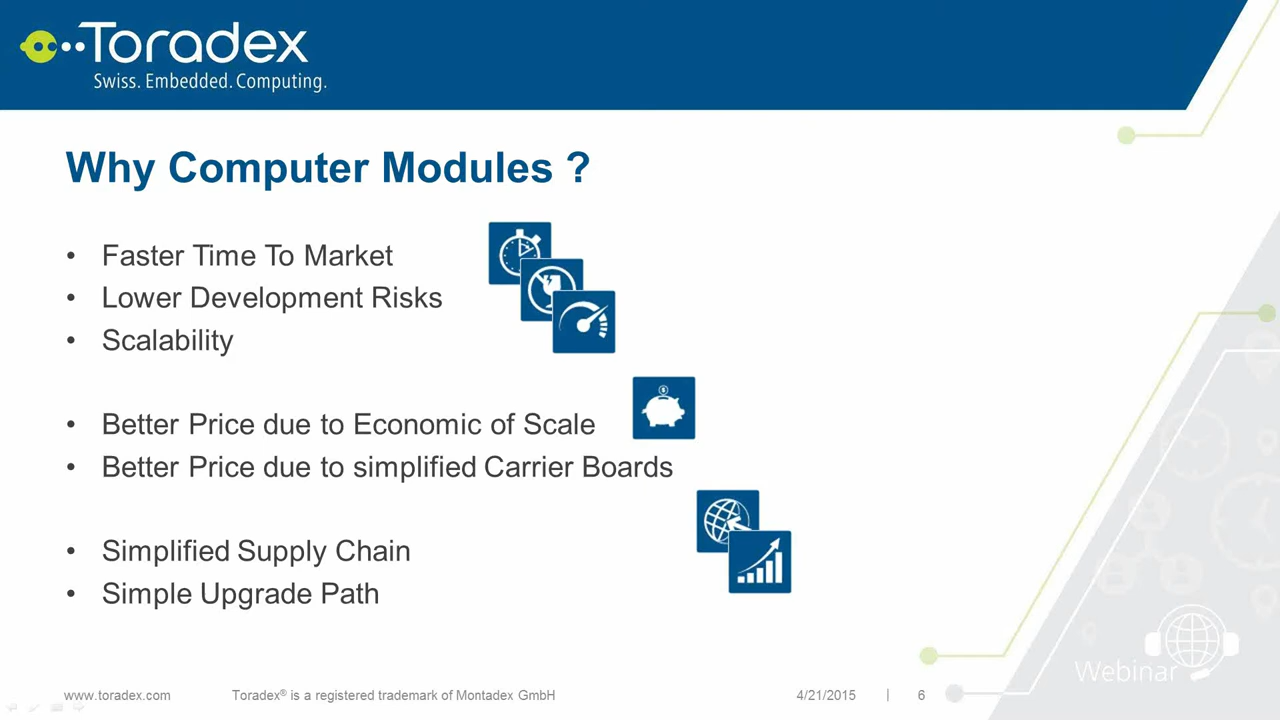 Toradex
Swiss. Embedded. Computing.
Why Computer Modules ?
• Faster Time To Market
• Lower Development Risks
• Scalability
$
• Better Price due to Economic of Scale
• Better Price due to simplified Carrier Boards
• Simplified Supply Chain
• Simple Upgrade Path
Webinar
www.toradex.com Toradex® is a registered trademark of Montadex GmbH 4/21/2015 | 6